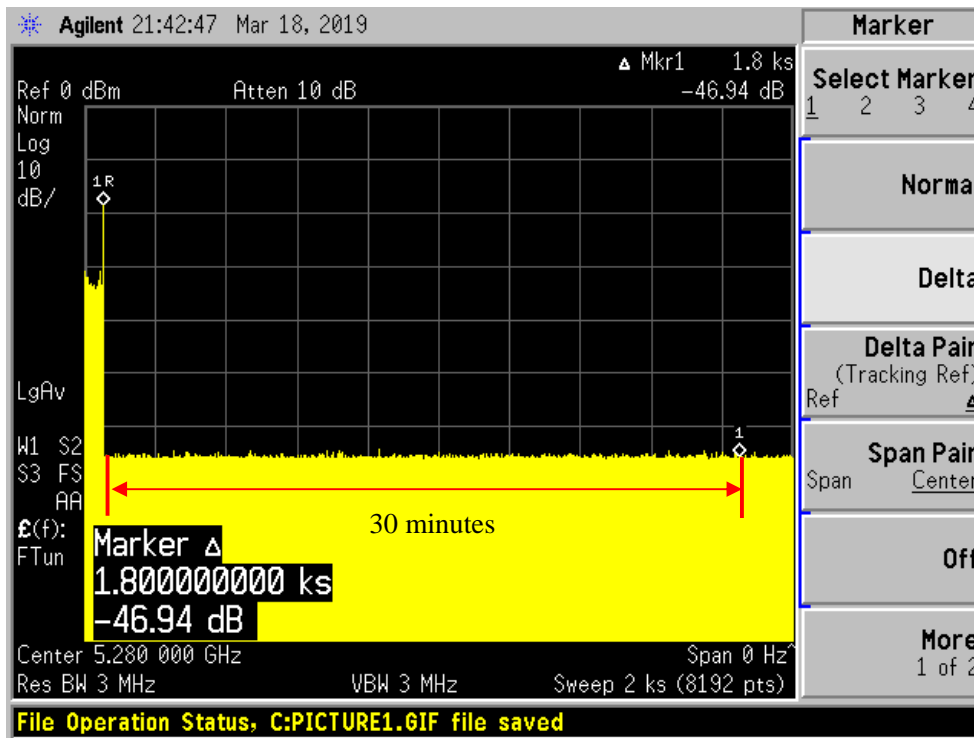 Agilent 21:42:47 Mar 18, 2019
Δ Mkr1 1.8 ks
Ref 0 dBm Atten 10 dB -46.94 dB
Norm
Log
10
dB/
1R
LgAv
1
W1 S2
S3 FS
AA
£(f):
FTun
30 minutes
Marker Δ
1.800000000 ks
-46.94 dB
Center 5.280 000 GHz Span 0 Hz^
Res BW 3 MHz VBW 3 MHz Sweep 2 ks (8192 pts)
File Operation Status, C:PICTURE1.GIF file saved
Marker
Select Marker
1 2 3 4
Norma
Delta
Delta Pair
(Tracking Ref)
Ref Δ
Span Pair
Span Center
Off
More
1 of 2